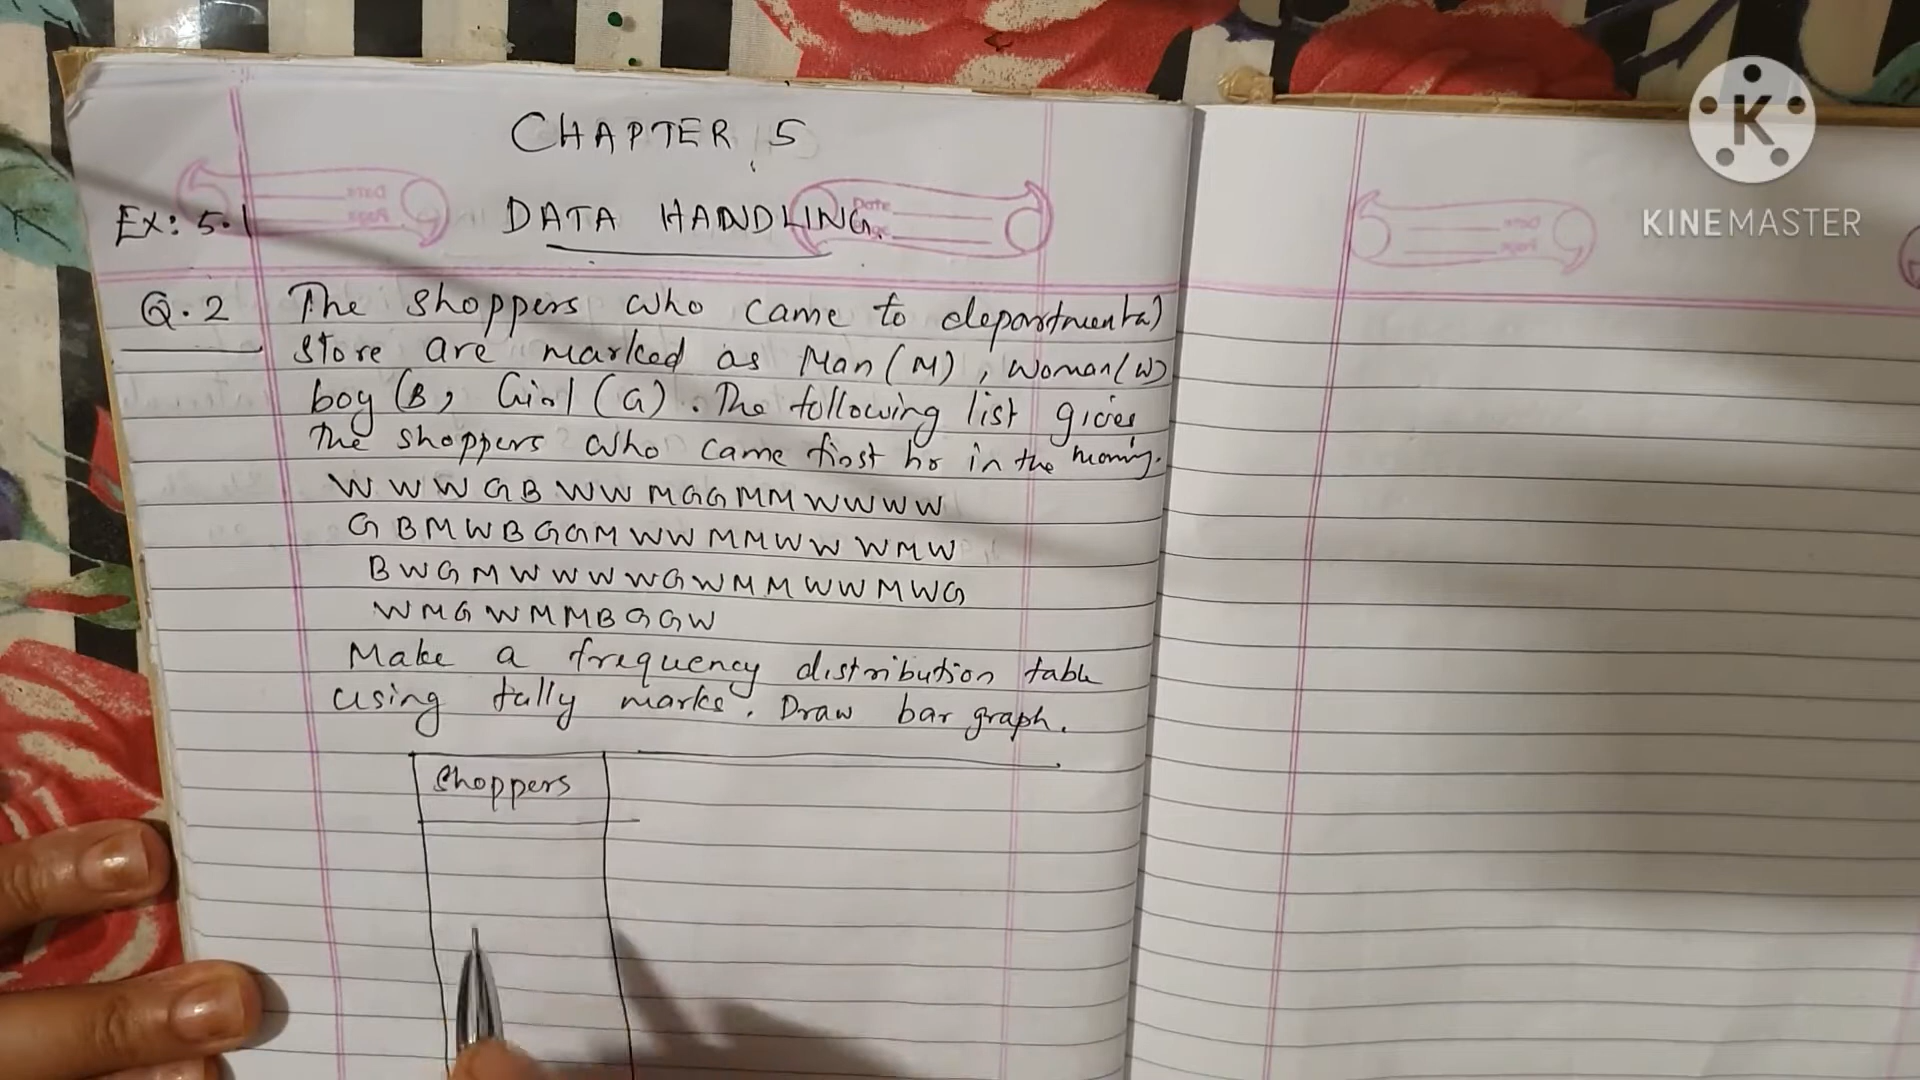 CHAPTER 5
Ex: 5.1 DATA HANDLING
Q.2 The shoppers who came to departmental
store are marked as Man (M), Woman (W)
boy (B, Girl (G). The following list gives
The shoppers who came first hr in the morning.
W W W G B W W M G G M M W W W W
G B M W B G G M W W M M W W W M W
B W G M W W W W G W M M W W M W G
W M G W M M B G G W
Make a frequency distribution table
using tally marks. Draw bar graph.
Shoppers
K
KINEMASTER
Date